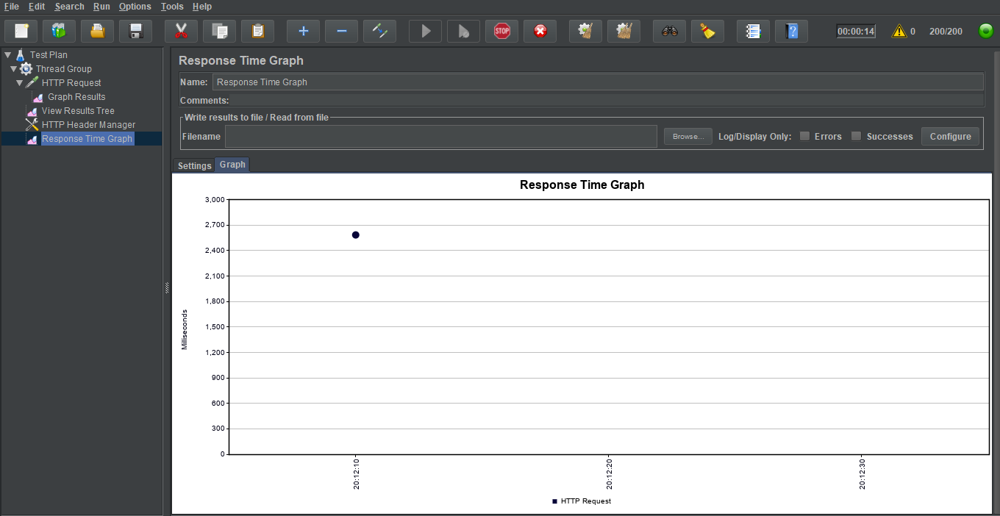 File Edit Search Run Options Tools Help
STOP ? 00:00:14 0 200/200
Test Plan
Thread Group
HTTP Request
Graph Results
View Results Tree
HTTP Header Manager
Response Time Graph
Response Time Graph
Name: Response Time Graph
Comments:
Write results to file / Read from file
Filename Browse... Log/Display Only: Errors Successes Configure
Settings Graph
Response Time Graph
3,000
2,700
2,400
2,100
1,800
1,500
1,200
900
600
300
0
Milliseconds
20:12:10 20:12:20 20:12:30
HTTP Request